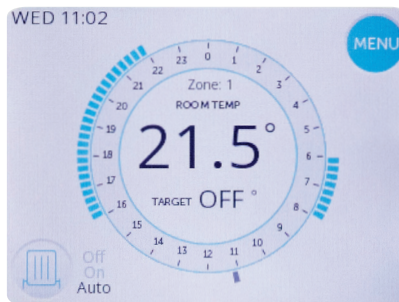 WED 11:02
MENU
23 0 1
22 2
21 3
20 4
19 5
18 6
17 7
16 8
15 9
14 10
13 12 11
Zone: 1
ROOM TEMP
21.5°
TARGET OFF °
Off
On
Auto